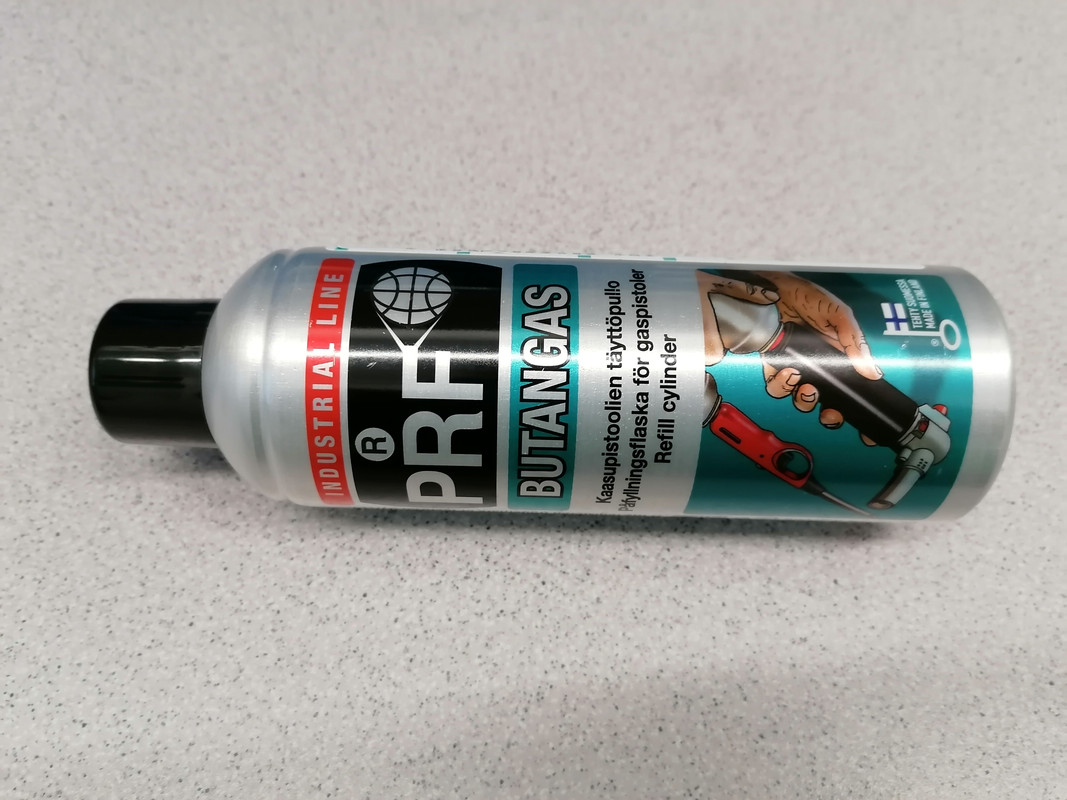 INDUSTRIAL LINE
PRF®
BUTANGAS
Kaasupistoolien täyttöpullo
Påfyllningsflaska för gaspistoler
Refill cylinder
TEHTY SUOMESSA
MADE IN FINLAND
®